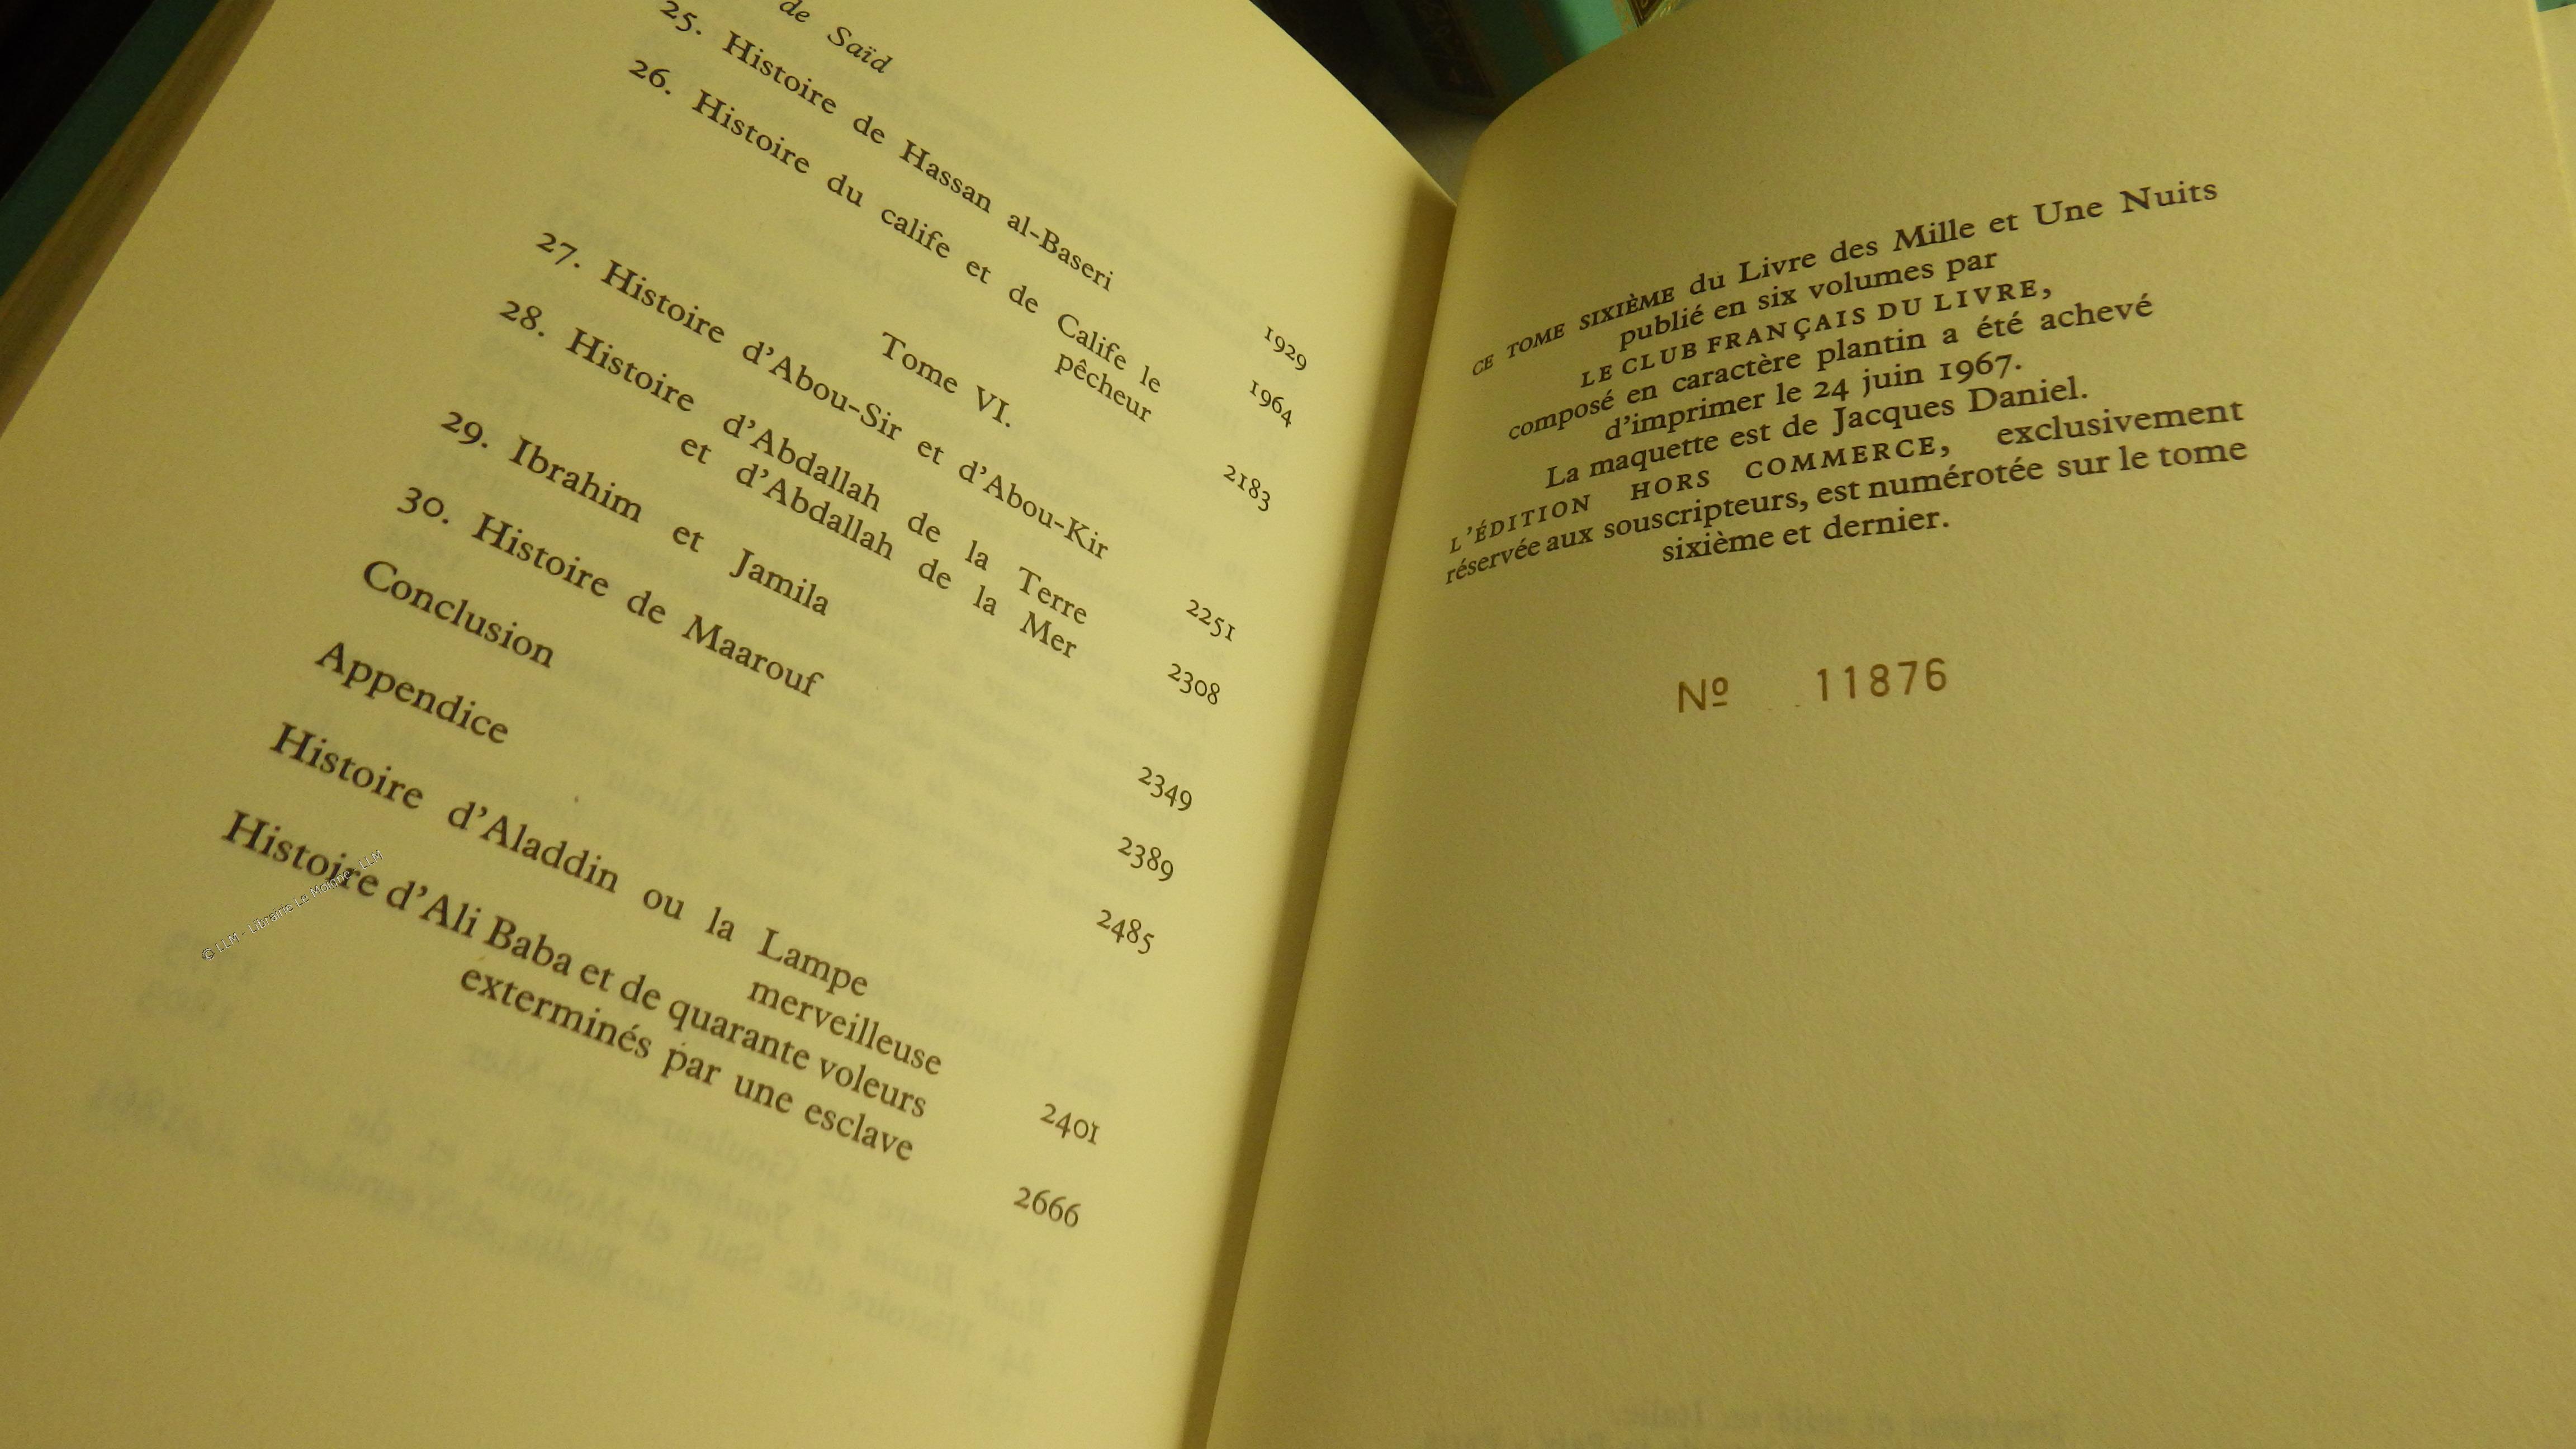 de Saïd
25. Histoire de Hassan al-Baseri 1929
26. Histoire du calife et de Calife le
pêcheur 1964
Tome VI.
27. Histoire d'Abou-Sir et d'Abou-Kir 2183
28. Histoire d'Abdallah de la Terre
et d'Abdallah de la Mer 2251
29. Ibrahim et Jamila 2308
30. Histoire de Maarouf 2349
Conclusion 2389
Appendice 2485
Histoire d'Aladdin ou la Lampe
merveilleuse 2401
Histoire d'Ali Baba et de quarante voleurs
exterminés par une esclave 2666
© LLM - Librairie Le Moinne - LLM
CE TOME SIXIÈME du Livre des Mille et Une Nuits
publié en six volumes par
LE CLUB FRANÇAIS DU LIVRE,
composé en caractère plantin a été achevé
d'imprimer le 24 juin 1967.
La maquette est de Jacques Daniel.
L'ÉDITION HORS COMMERCE, exclusivement
réservée aux souscripteurs, est numérotée sur le tome
sixième et dernier.
Nº 11876